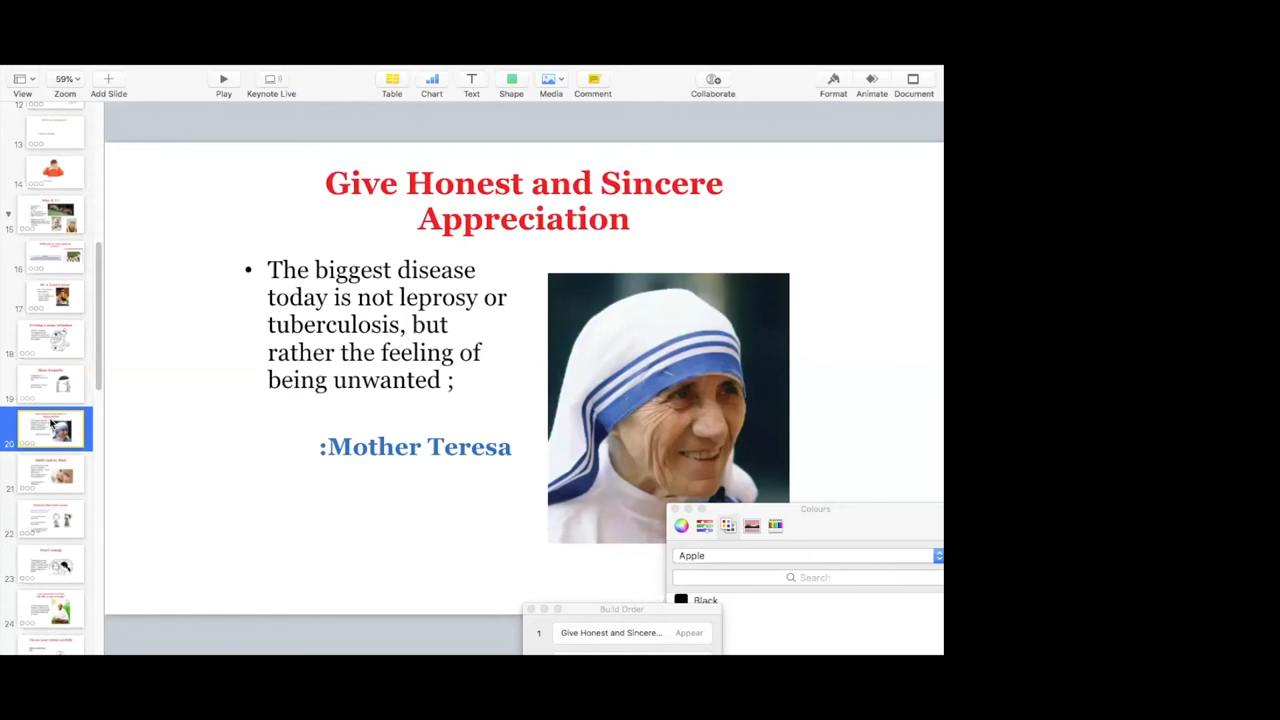 59%
View
Zoom
Add Slide
Play
Keynote Live
Table
Chart
Text
Shape
Media
Comment
Collaborate
Format
Animate
Document
12
13
14
15
16
17
18
19
20
21
22
23
24
Give Honest and Sincere
Appreciation
• The biggest disease
today is not leprosy or
tuberculosis, but
rather the feeling of
being unwanted ;
:Mother Teresa
Colours
Apple
Search
Black
Build Order
1 Give Honest and Sincere... Appear